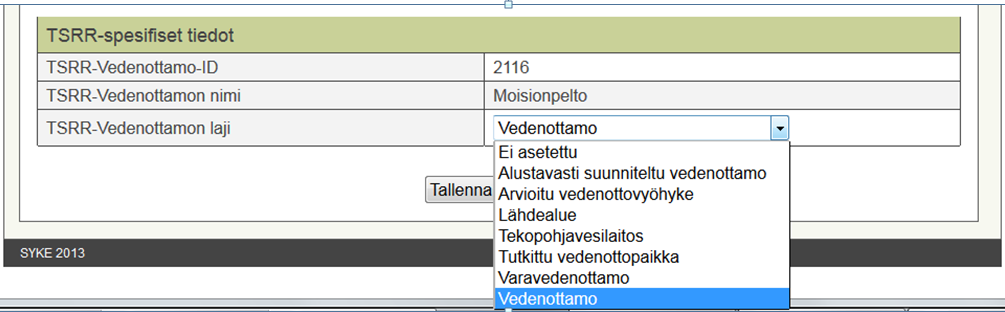 TSRR-spesifiset tiedot
TSRR-Vedenottamo-ID 2116
TSRR-Vedenottamon nimi Moisionpelto
TSRR-Vedenottamon laji Vedenottamo
Ei asetettu
Alustavasti suunniteltu vedenottamo
Arvioitu vedenottovyöhyke
Lähdealue
Tekopohjavesilaitos
Tutkittu vedenottopaikka
Varavedenottamo
Vedenottamo
Tallenna
SYKE 2013